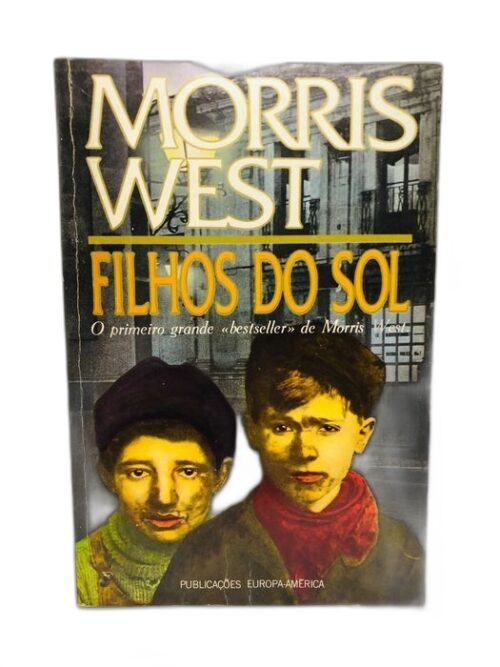 MORRIS
WEST
FILHOS DO SOL
O primeiro grande «bestseller» de Morris West
PUBLICAÇÕES EUROPA-AMÉRICA